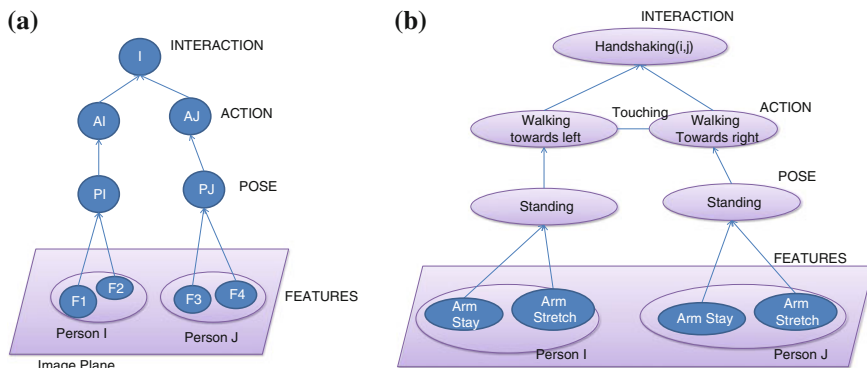 (a)
INTERACTION
I
AI
AJ
ACTION
PI
PJ
POSE
F1
F2
F3
F4
FEATURES
Person I
Person J
Image Plane
(b)
INTERACTION
Handshaking(i,j)
Walking
towards left
Touching
Walking
Towards right
ACTION
POSE
Standing
Standing
FEATURES
Arm
Stay
Arm
Stretch
Arm Stay
Arm
Stretch
Person I
Person J